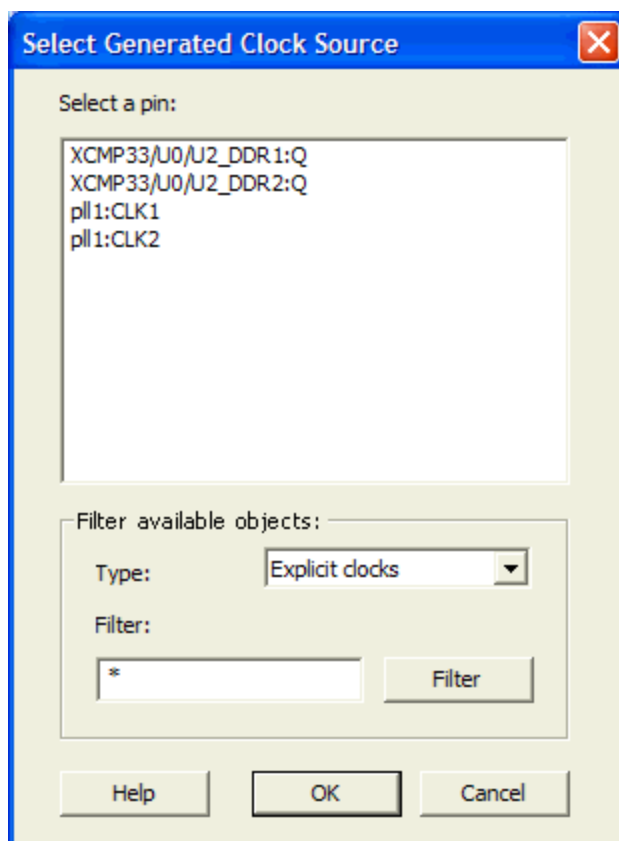 Select Generated Clock Source
Select a pin:
XCMP33/U0/U2_DDR1:Q
XCMP33/U0/U2_DDR2:Q
pll1:CLK1
pll1:CLK2
Filter available objects:
Type:
Explicit clocks
Filter:
*
Filter
Help
OK
Cancel